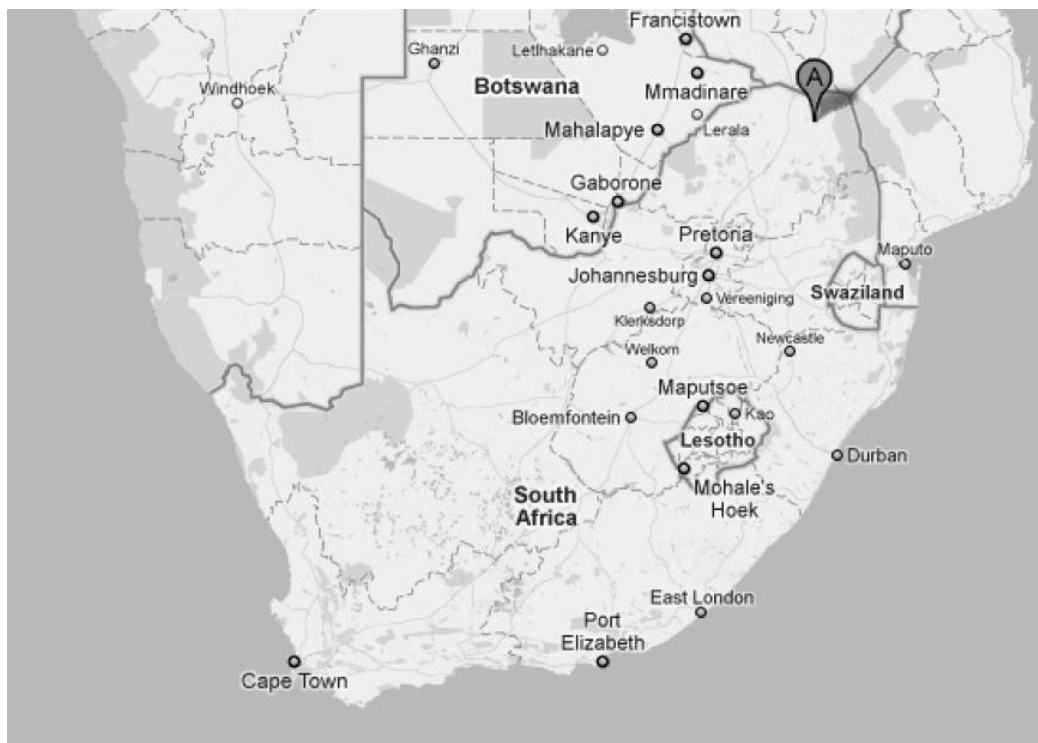 Francistown
Ghanzi
Letlhakane
Botswana
Mmadinare
A
Windhoek
Mahalapye
Lerala
Gaborone
Kanye
Pretoria
Maputo
Johannesburg
Swaziland
Vereeniging
Klerksdorp
Newcastle
Welkom
Maputsoe
Bloemfontein
Kao
Lesotho
Durban
Mohale's
Hoek
South
Africa
East London
Port
Elizabeth
Cape Town